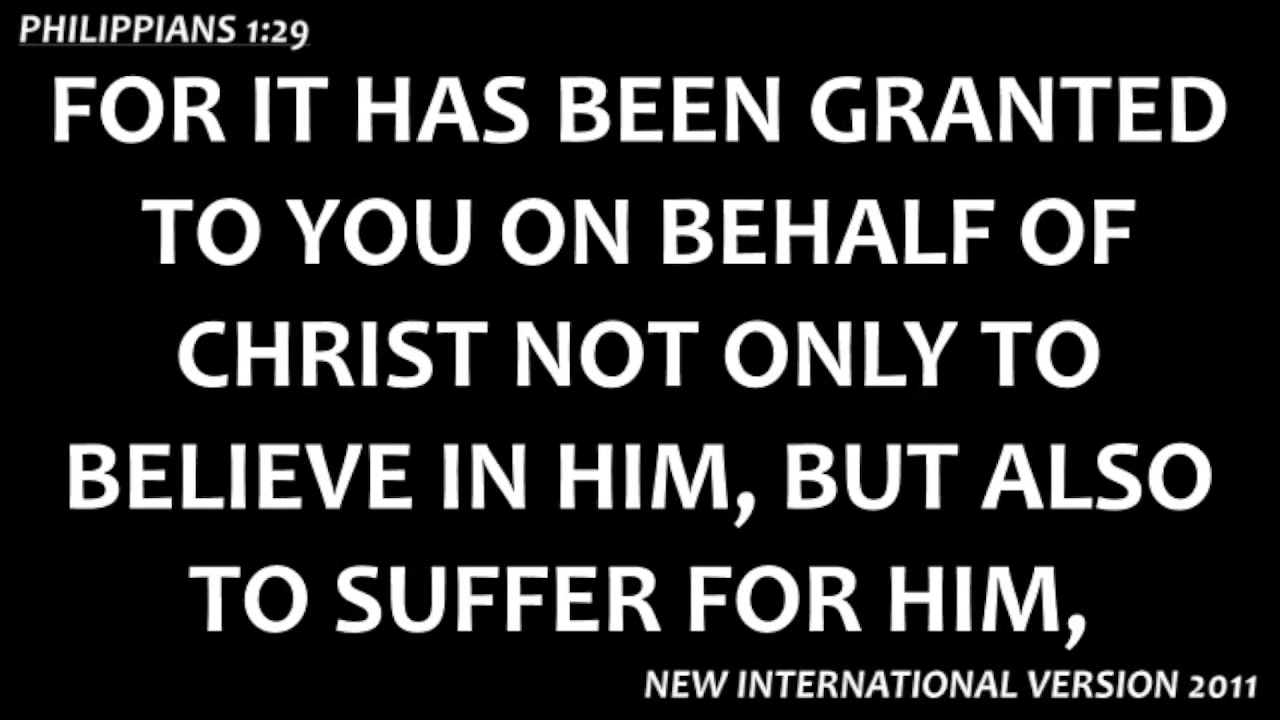 PHILIPPIANS 1:29
FOR IT HAS BEEN GRANTED
TO YOU ON BEHALF OF
CHRIST NOT ONLY TO
BELIEVE IN HIM, BUT ALSO
TO SUFFER FOR HIM,
NEW INTERNATIONAL VERSION 2011